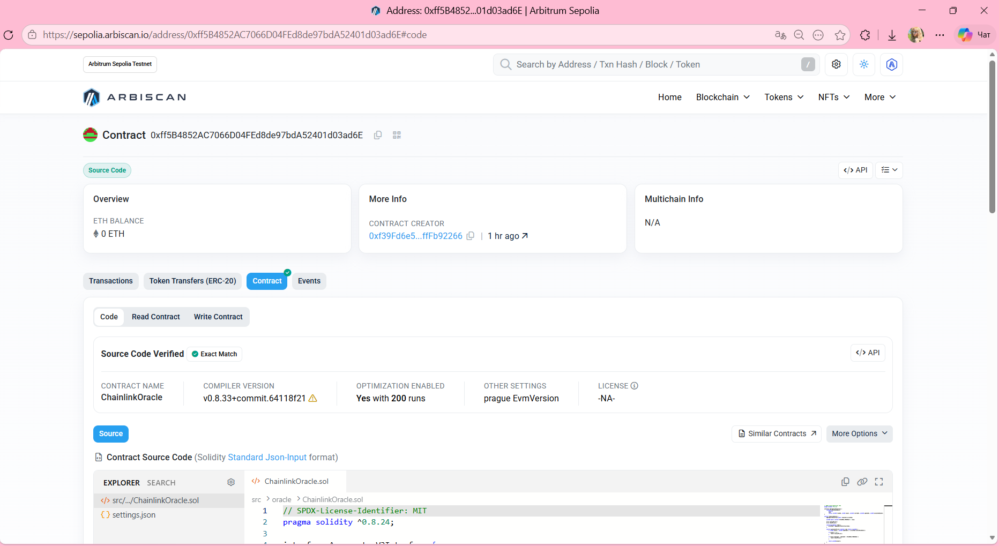 Address: 0xff5B4852...01d03ad6E | Arbitrum Sepolia
https://sepolia.arbiscan.io/address/0xff5B4852AC7066D04FEd8de97bdA52401d03ad6E#code
Чат
Arbitrum Sepolia Testnet
Search by Address / Txn Hash / Block / Token
/
ARBISCAN
Home Blockchain Tokens NFTs More
Contract 0xff5B4852AC7066D04FEd8de97bdA52401d03ad6E
Source Code
</> API
Overview
ETH BALANCE
0 ETH
More Info
CONTRACT CREATOR
0xf39Fd6e5...ffFb92266 | 1 hr ago
Multichain Info
N/A
Transactions Token Transfers (ERC-20) Contract Events
Code Read Contract Write Contract
Source Code Verified Exact Match
</> API
CONTRACT NAME
ChainlinkOracle
COMPILER VERSION
v0.8.33+commit.64118f21
OPTIMIZATION ENABLED
Yes with 200 runs
OTHER SETTINGS
prague EvmVersion
LICENSE
-NA-
Source
Similar Contracts
More Options
Contract Source Code (Solidity Standard Json-Input format)
EXPLORER SEARCH
</> src/.../ChainlinkOracle.sol
{} settings.json
</> ChainlinkOracle.sol
src > oracle > ChainlinkOracle.sol
1 // SPDX-License-Identifier: MIT
2 pragma solidity ^0.8.24;
3